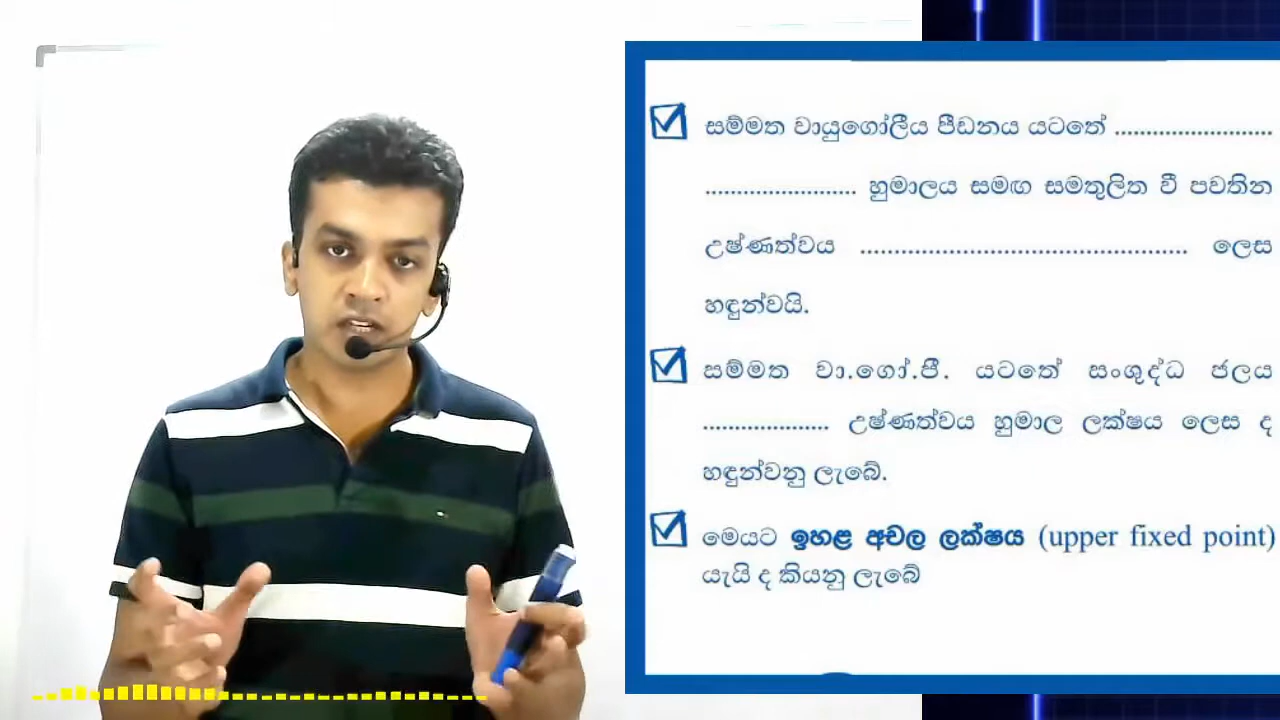 සම්මත වායුගෝලීය පීඩනය යටතේ .........................
........................ හුමාලය සමඟ සමතුලිත වී පවතින
උෂ්ණත්වය .................................................... ලෙස
හඳුන්වයි.
සම්මත වා.ගෝ.පී. යටතේ සංශුද්ධ ජලය
.................... උෂ්ණත්වය හුමාල ලක්ෂය ලෙස ද
හඳුන්වනු ලැබේ.
මෙයට ඉහළ අචල ලක්ෂය (upper fixed point)
යැයි ද කියනු ලැබේ